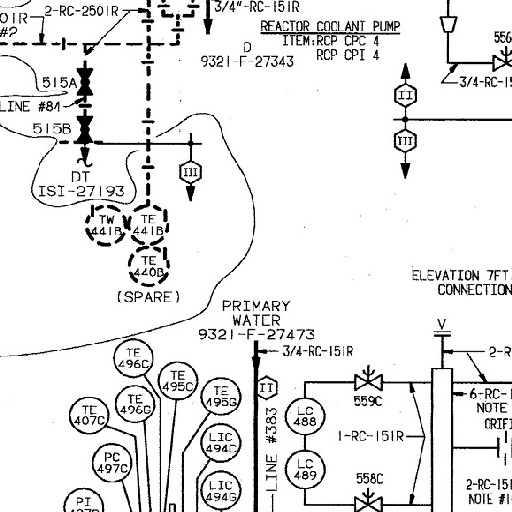 2-RC-2501R
01R
#2
3/4"-RC-151R
REACTOR COOLANT PUMP
ITEM:RCP CPC 4
RCP CPI 4
D
9321-F-27343
556
3/4-RC-15
515A
LINE #84
515B
II
III
III
DT
ISI-27193
TW
441B
TE
441B
TE
440B
(SPARE)
ELEVATION 7FT.
CONNECTION
PRIMARY
WATER
9321-F-27473
3/4-RC-151R
V
2-R
TE
496C
TE
495C
TE
495G
TE
496G
TE
407C
II
LINE #383
559C
6-RC-1
NOTE
ORIFI
LC
488
LIC
494C
1-RC-151R
PC
497C
LC
489
LIC
494G
558C
2-RC-151
NOTE #1
PI